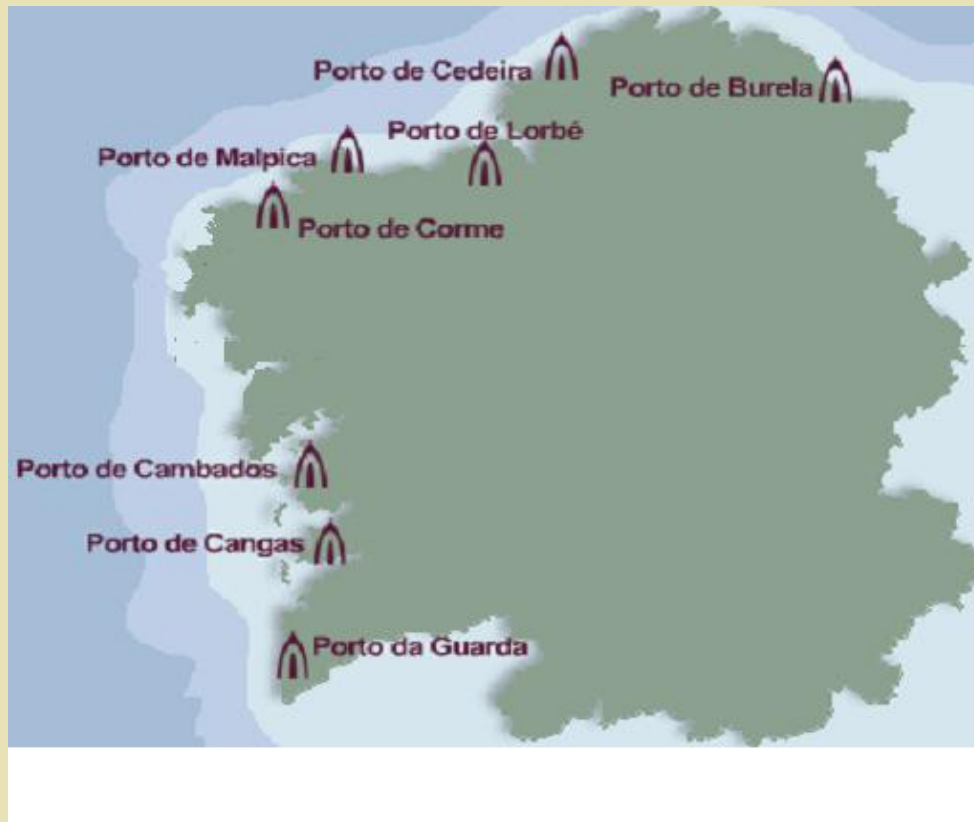 Porto de Cedeira
Porto de Burela
Porto de Lorbé
Porto de Malpica
Porto de Corme
Porto de Cambados
Porto de Cangas
Porto da Guarda